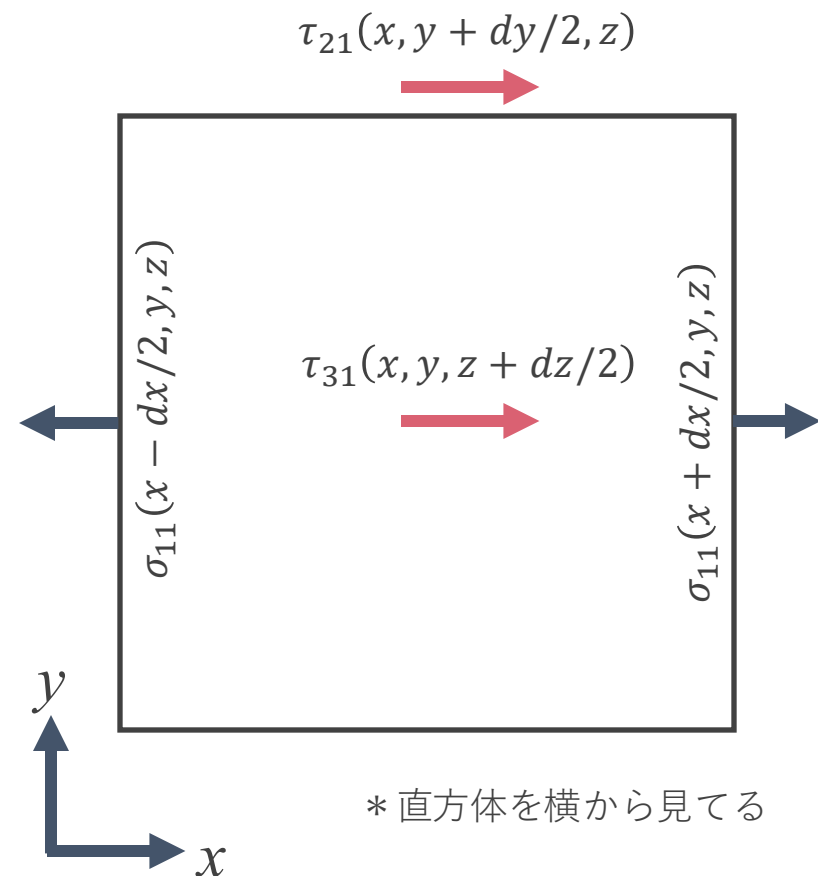 τ₂₁(x, y + dy/2, z)
σ₁₁(x − dx/2, y, z)
τ₃₁(x, y, z + dz/2)
σ₁₁(x + dx/2, y, z)
y
x
＊直方体を横から見てる